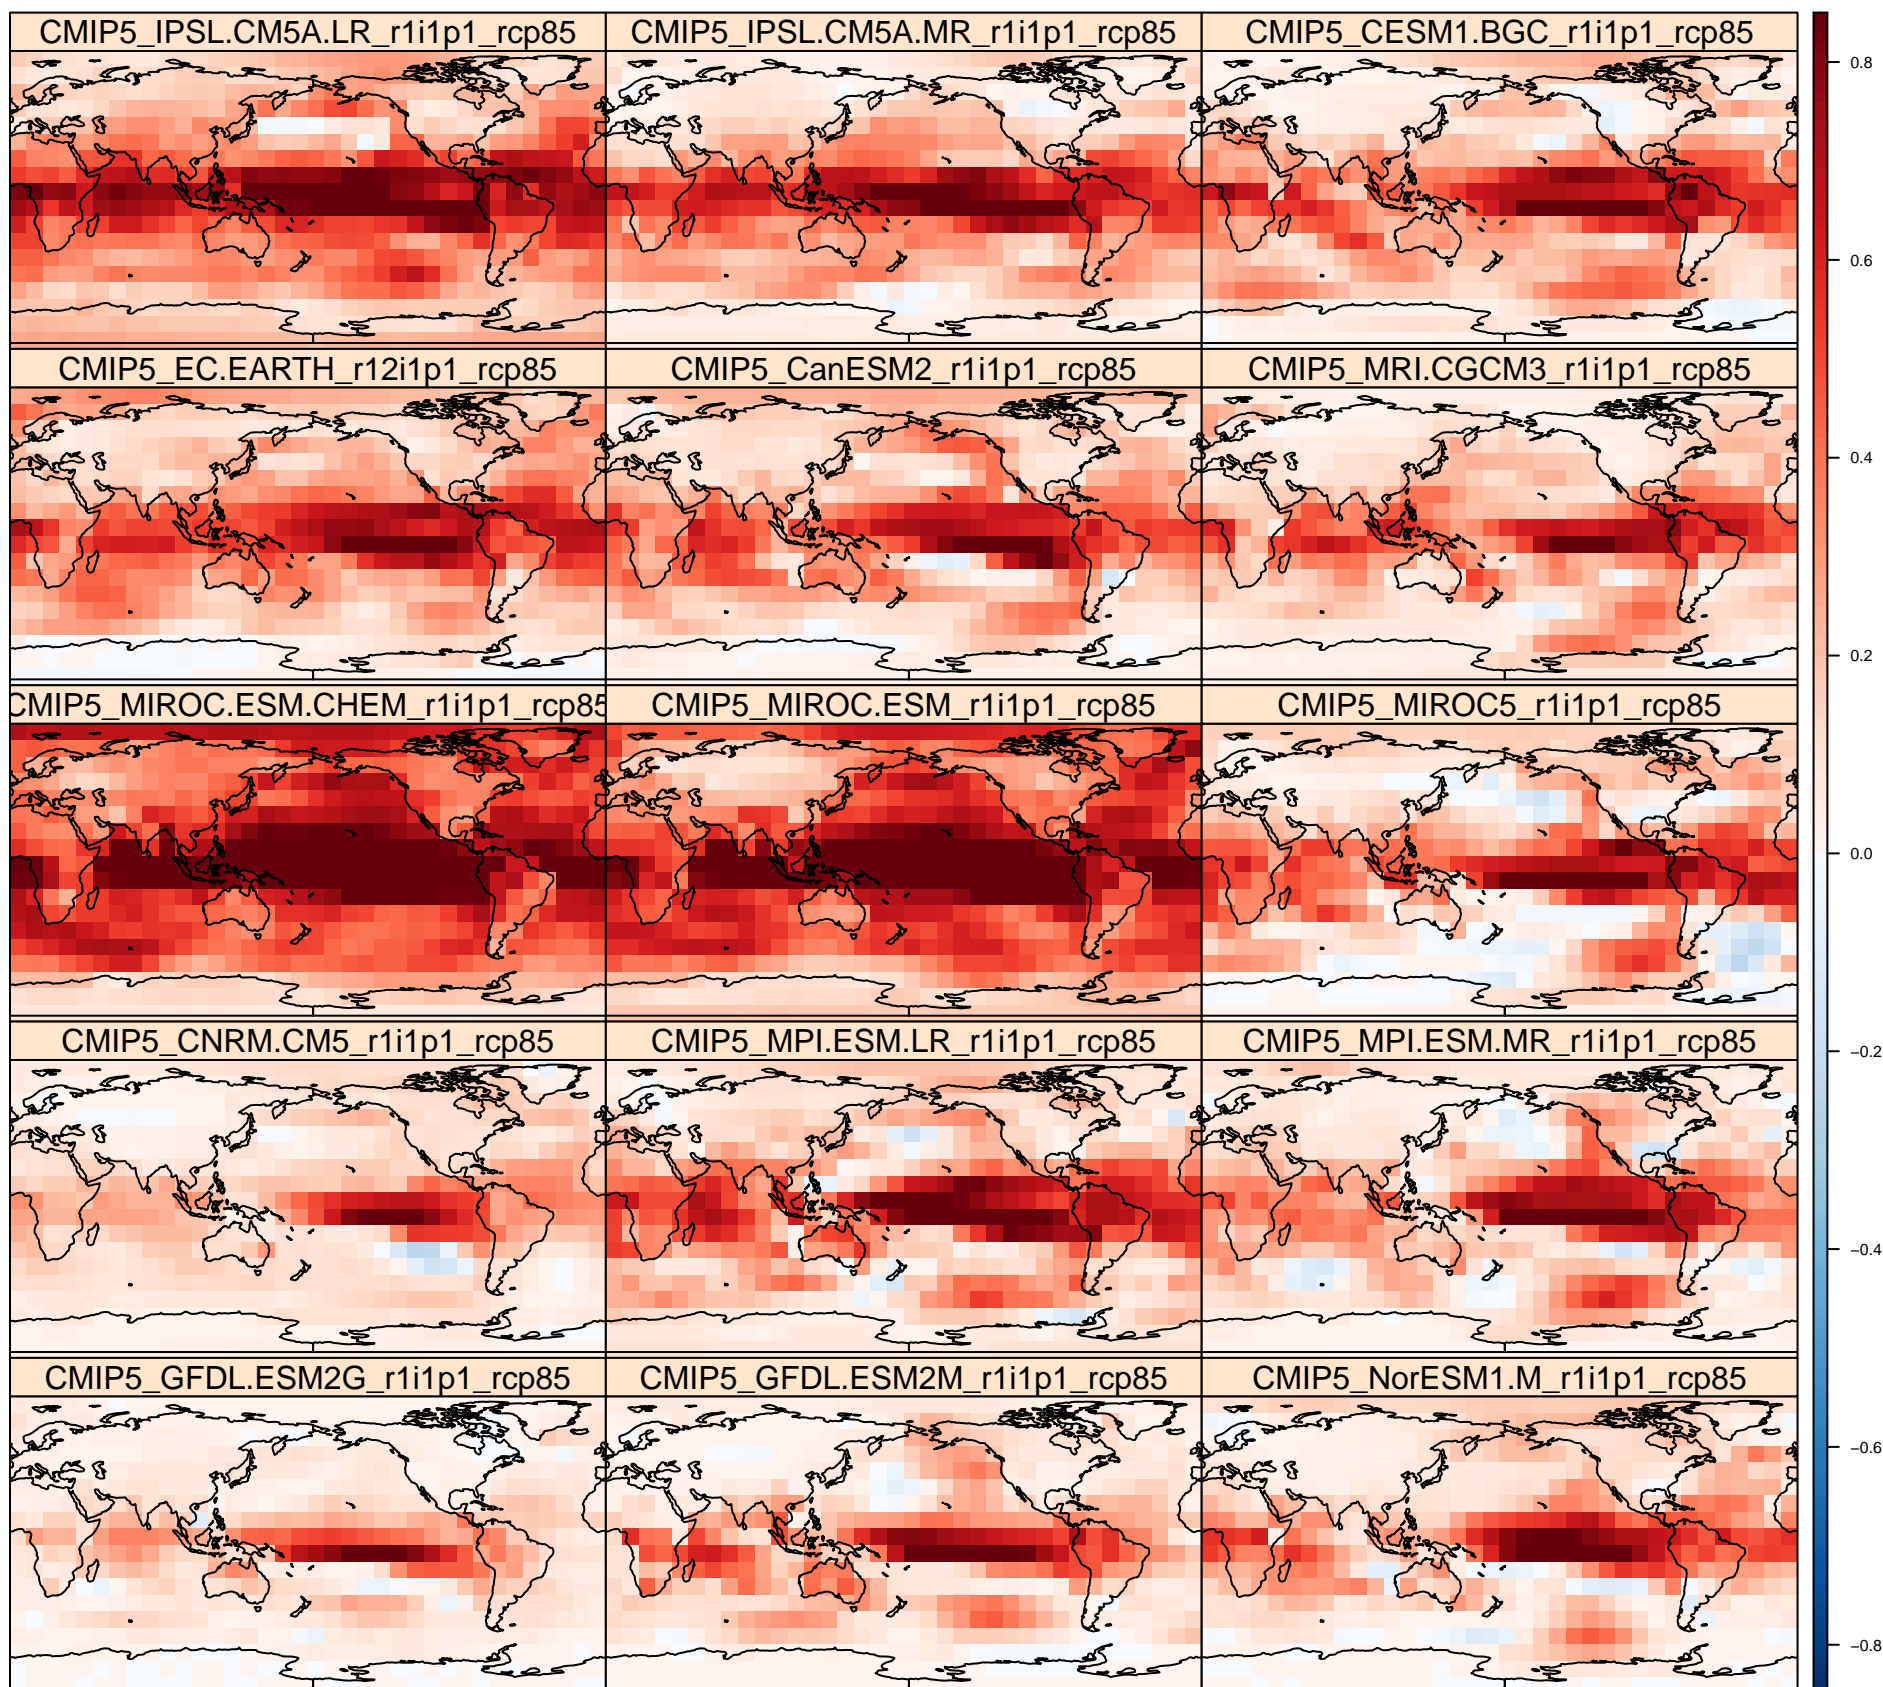 CMIP5_IPSL.CM5A.LR_r1i1p1_rcp85
CMIP5_IPSL.CM5A.MR_r1i1p1_rcp85
CMIP5_CESM1.BGC_r1i1p1_rcp85
CMIP5_EC.EARTH_r12i1p1_rcp85
CMIP5_CanESM2_r1i1p1_rcp85
CMIP5_MRI.CGCM3_r1i1p1_rcp85
CMIP5_MIROC.ESM.CHEM_r1i1p1_rcp85
CMIP5_MIROC.ESM_r1i1p1_rcp85
CMIP5_MIROC5_r1i1p1_rcp85
CMIP5_CNRM.CM5_r1i1p1_rcp85
CMIP5_MPI.ESM.LR_r1i1p1_rcp85
CMIP5_MPI.ESM.MR_r1i1p1_rcp85
CMIP5_GFDL.ESM2G_r1i1p1_rcp85
CMIP5_GFDL.ESM2M_r1i1p1_rcp85
CMIP5_NorESM1.M_r1i1p1_rcp85
0.8
0.6
0.4
0.2
0.0
−0.2
−0.4
−0.6
−0.8